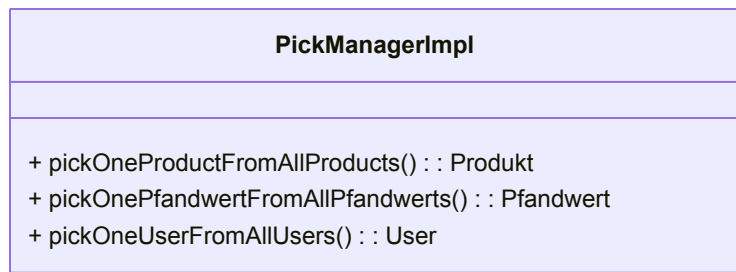 PickManagerImpl
+ pickOneProductFromAllProducts() : : Produkt
+ pickOnePfandwertFromAllPfandwerts() : : Pfandwert
+ pickOneUserFromAllUsers() : : User